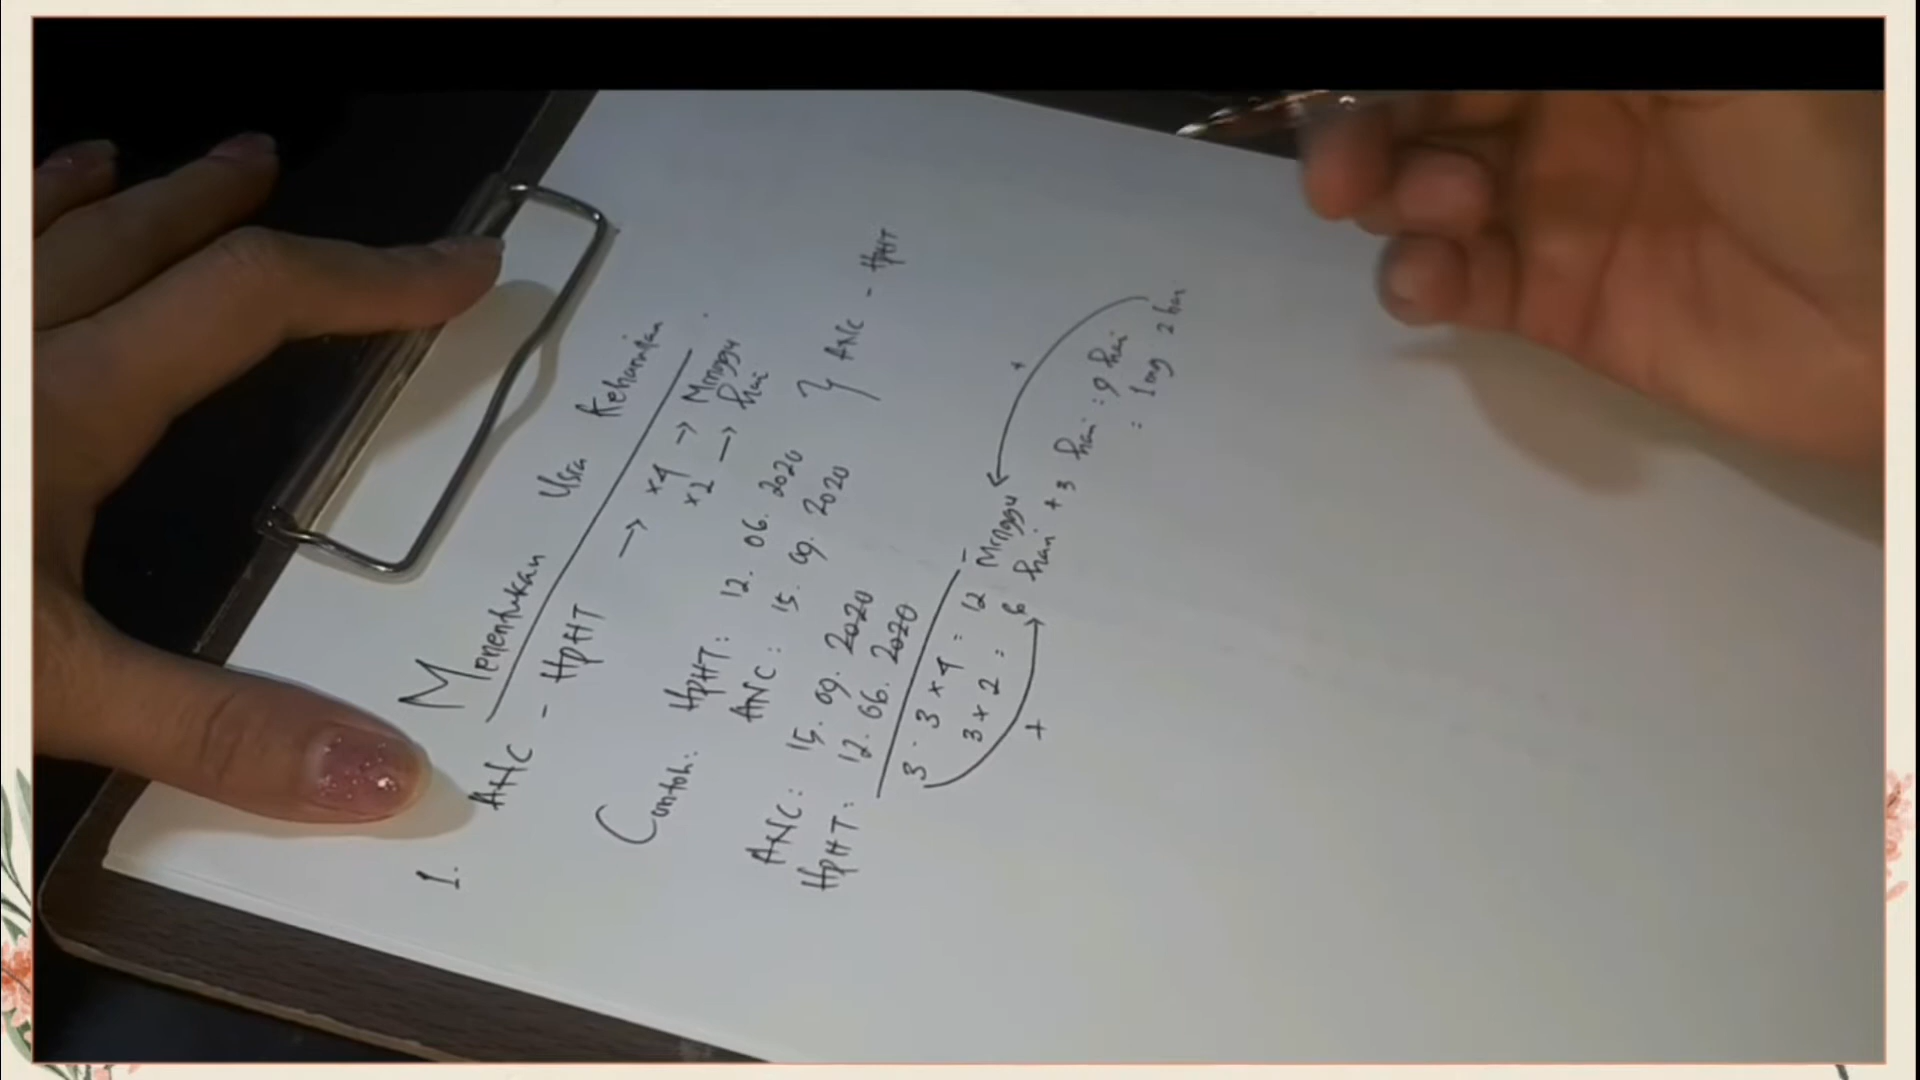 1. Menentukan Usia Kehamilan
ANC - HPHT → x4 → Minggu
x2 → hari
Contoh: HPHT: 12. 06. 2020
ANC: 15. 09. 2020 } ANC - HPHT
ANC: 15. 09. 2020
HPHT: 12. 06. 2020 -
3. 3 x 4 = 12 Minggu
3 x 2 = 6 hari + 3 hari : 9 hari
= 1 mg 2 hari
+
+